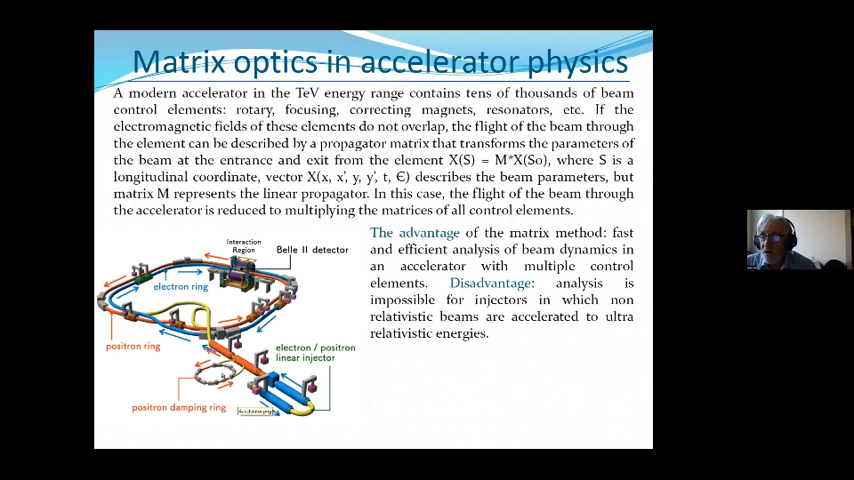 Matrix optics in accelerator physics
A modern accelerator in the TeV energy range contains tens of thousands of beam
control elements: rotary, focusing, correcting magnets, resonators, etc. If the
electromagnetic fields of these elements do not overlap, the flight of the beam through
the element can be described by a propagator matrix that transforms the parameters of
the beam at the entrance and exit from the element X(S) = M*X(So), where S is a
longitudinal coordinate, vector X(x, x', y, y', t, Є) describes the beam parameters, but
matrix M represents the linear propagator. In this case, the flight of the beam through
the accelerator is reduced to multiplying the matrices of all control elements.
The advantage of the matrix method: fast
and efficient analysis of beam dynamics in
an accelerator with multiple control
elements. Disadvantage: analysis is
impossible for injectors in which non
relativistic beams are accelerated to ultra
relativistic energies.
Interaction
Region
Belle II detector
electron ring
positron ring
electron / positron
linear injector
positron damping ring